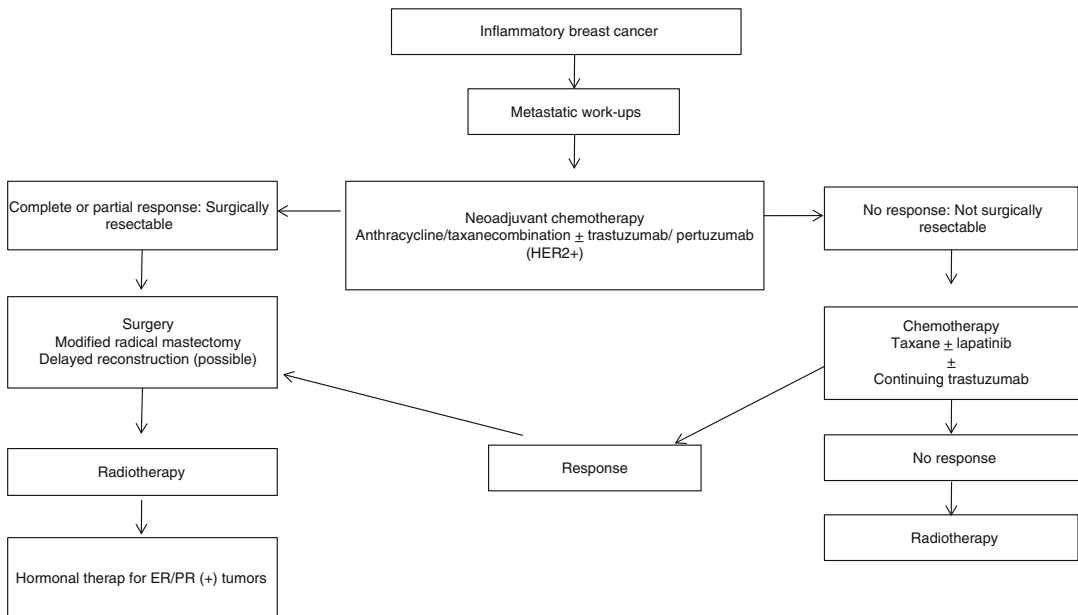 Inflammatory breast cancer
Metastatic work-ups
Neoadjuvant chemotherapy
Anthracycline/taxanecombination ± trastuzumab/ pertuzumab
(HER2+)
Complete or partial response: Surgically
resectable
Surgery
Modified radical mastectomy
Delayed reconstruction (possible)
Radiotherapy
Hormonal therap for ER/PR (+) tumors
No response: Not surgically
resectable
Chemotherapy
Taxane ± lapatinib
±
Continuing trastuzumab
Response
No response
Radiotherapy